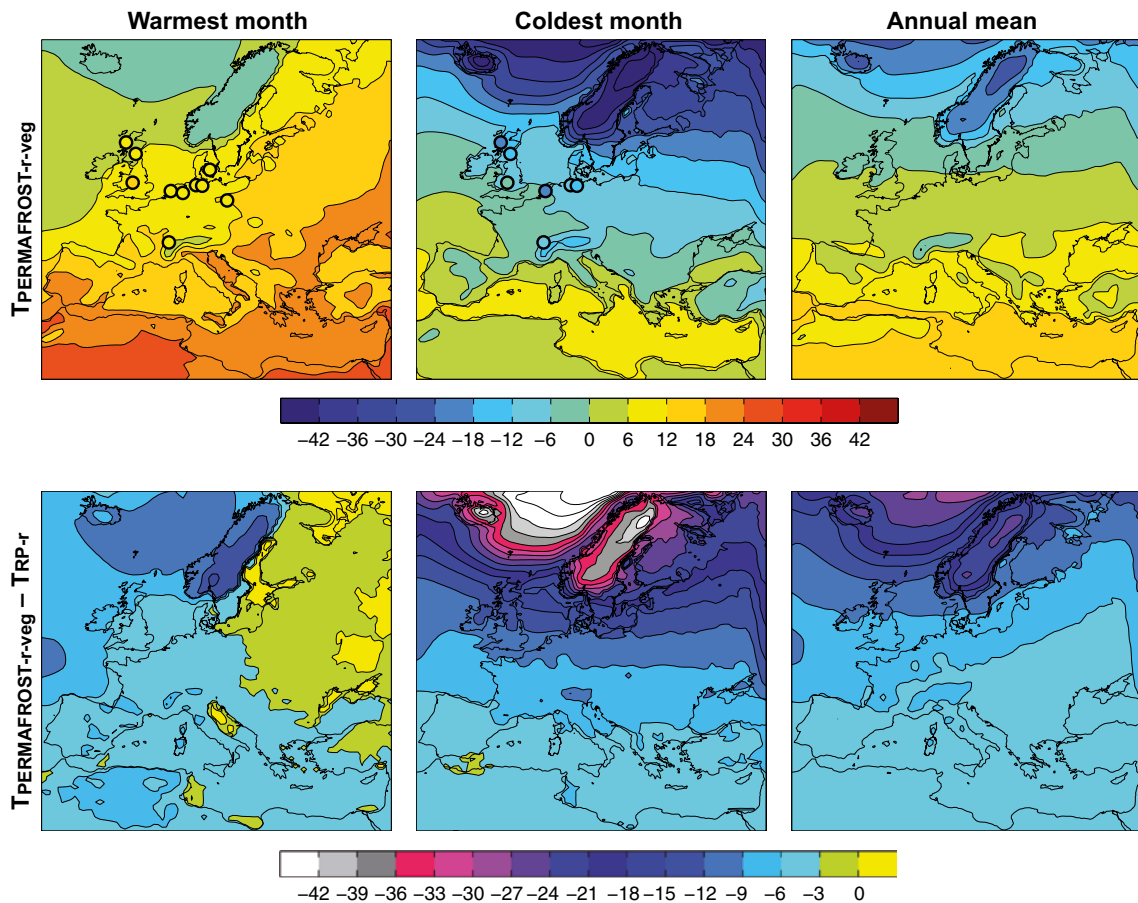 Warmest month
Coldest month
Annual mean
TPERMAFROST-r-veg
−42 −36 −30 −24 −18 −12 −6 0 6 12 18 24 30 36 42
TPERMAFROST-r-veg − TRP-r
−42 −39 −36 −33 −30 −27 −24 −21 −18 −15 −12 −9 −6 −3 0